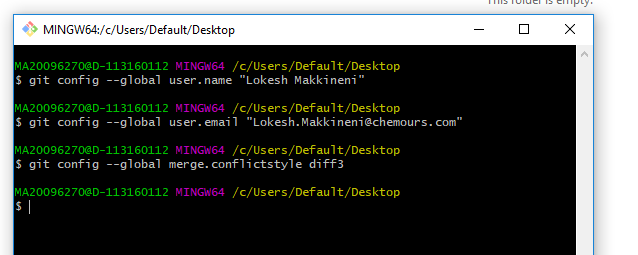 This folder is empty.
MINGW64:/c/Users/Default/Desktop
MA20096270@D-113160112 MINGW64 /c/Users/Default/Desktop
$ git config --global user.name "Lokesh Makkineni"
MA20096270@D-113160112 MINGW64 /c/Users/Default/Desktop
$ git config --global user.email "Lokesh.Makkineni@chemours.com"
MA20096270@D-113160112 MINGW64 /c/Users/Default/Desktop
$ git config --global merge.conflictstyle diff3
MA20096270@D-113160112 MINGW64 /c/Users/Default/Desktop
$